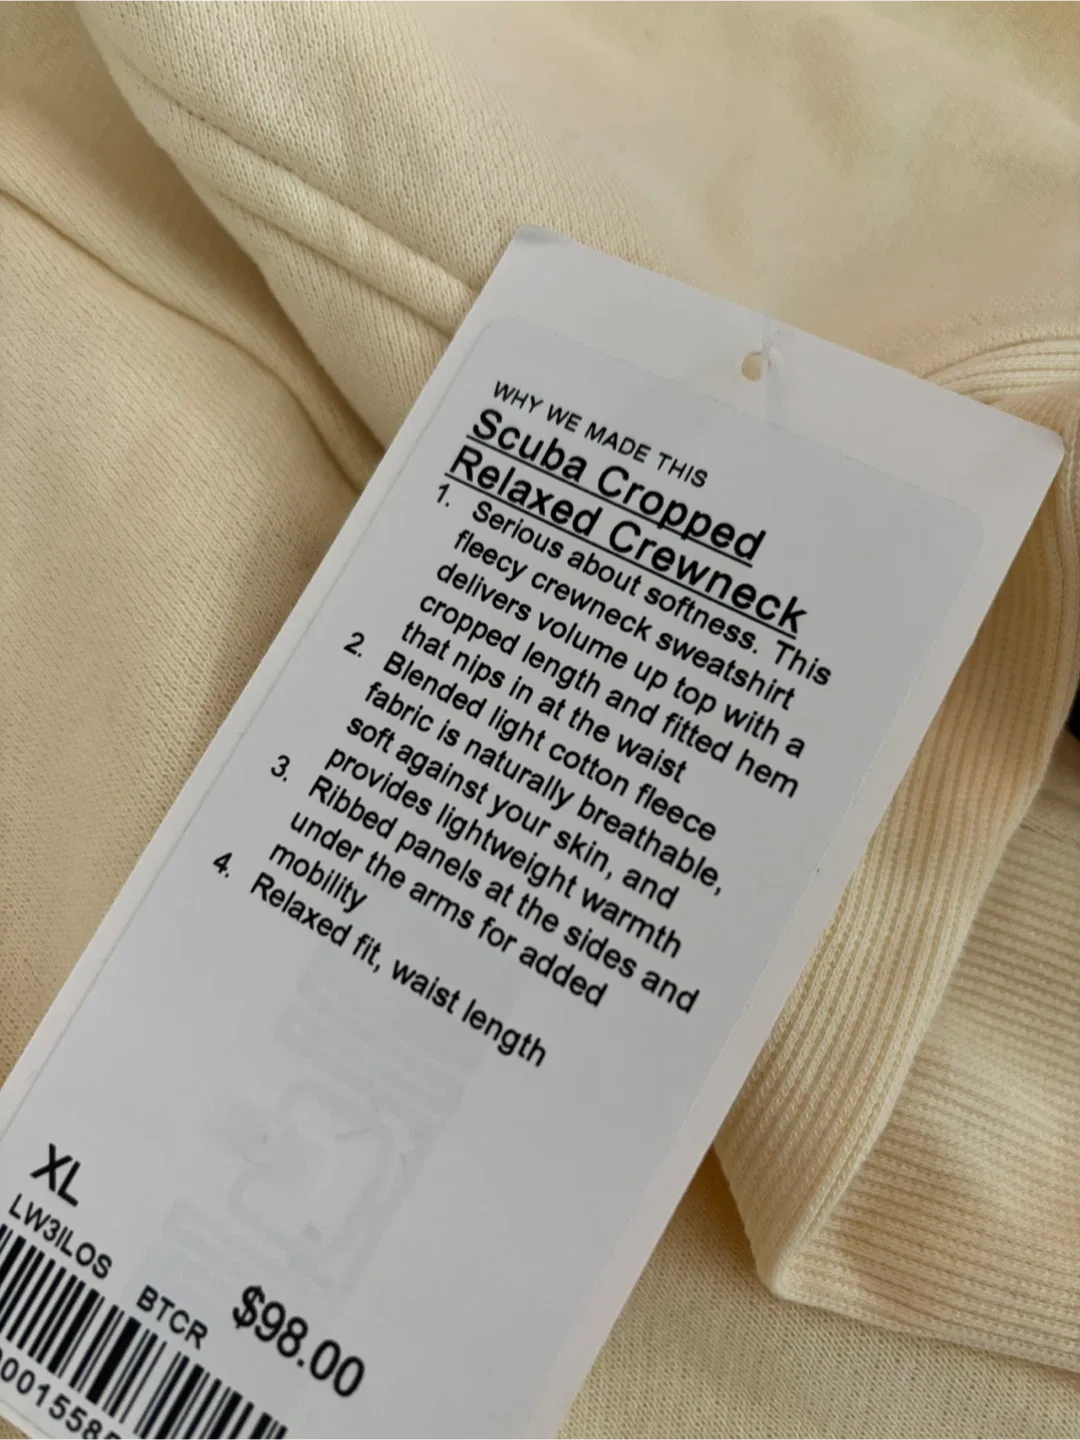 WHY WE MADE THIS
Scuba Cropped
Relaxed Crewneck
1. Serious about softness. This
fleecy crewneck sweatshirt
delivers volume up top with a
cropped length and fitted hem
that nips in at the waist
2. Blended light cotton fleece
fabric is naturally breathable,
soft against your skin, and
provides lightweight warmth
3. Ribbed panels at the sides and
under the arms for added
mobility
4. Relaxed fit, waist length
XL
LW3ILOS BTCR $98.00